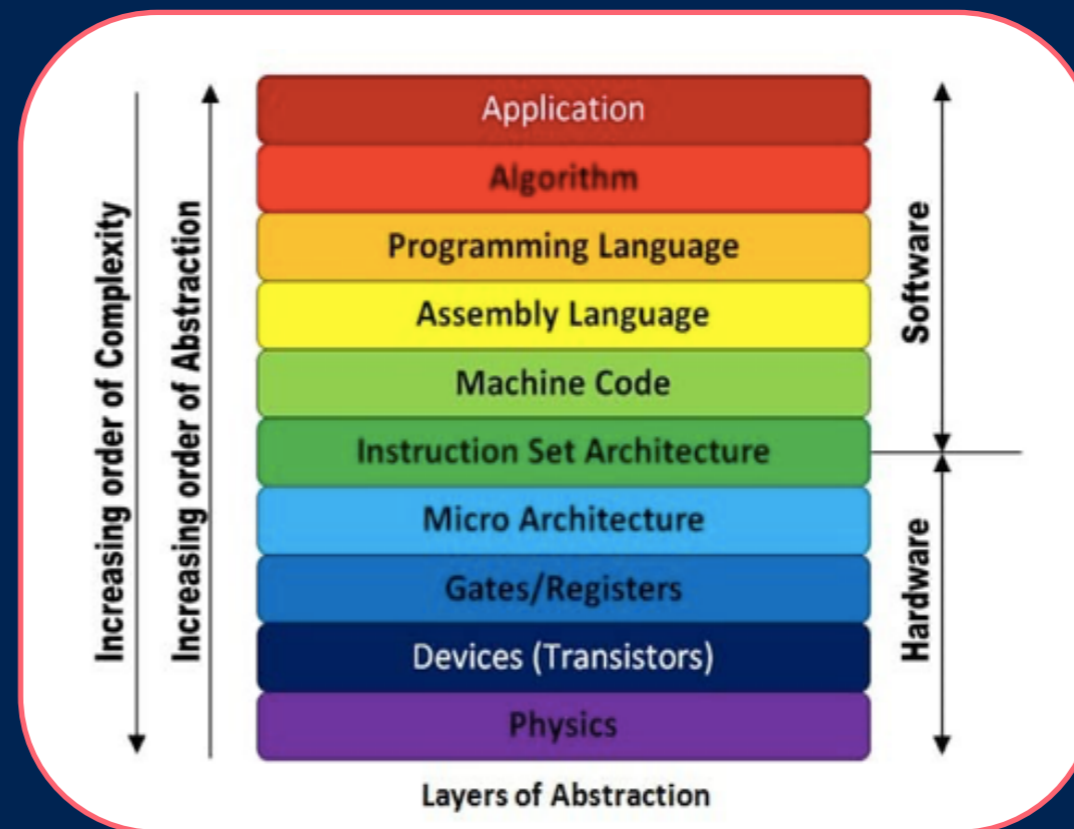 Increasing order of Complexity
Increasing order of Abstraction
Application
Algorithm
Programming Language
Assembly Language
Machine Code
Instruction Set Architecture
Micro Architecture
Gates/Registers
Devices (Transistors)
Physics
Software
Hardware
Layers of Abstraction